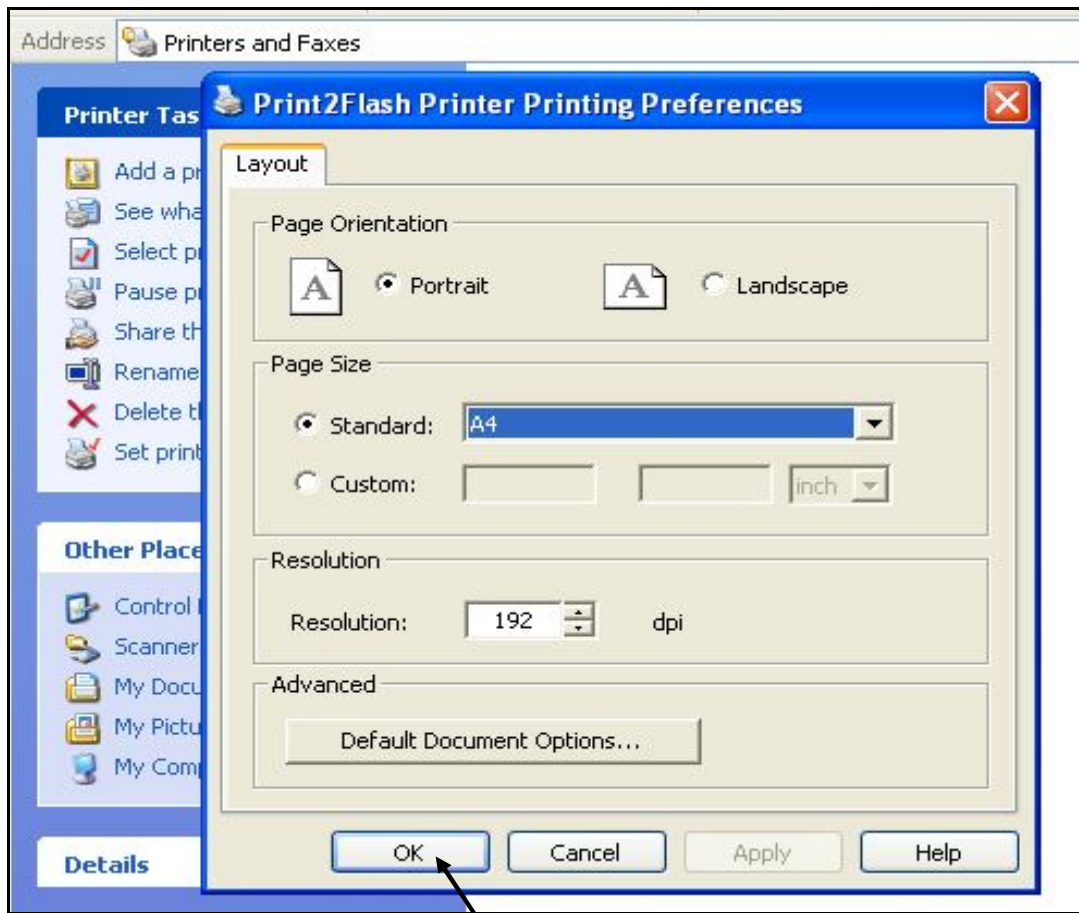 Address Printers and Faxes
Print2Flash Printer Printing Preferences
Printer Tas
Add a pr
See wha
Select pr
Pause pr
Share th
Rename
Delete t
Set print
Other Place
Control
Scanner
My Docu
My Pictu
My Com
Details
Layout
Page Orientation
A Portrait A Landscape
Page Size
Standard: A4
Custom: inch
Resolution
Resolution: 192 dpi
Advanced
Default Document Options...
OK Cancel Apply Help